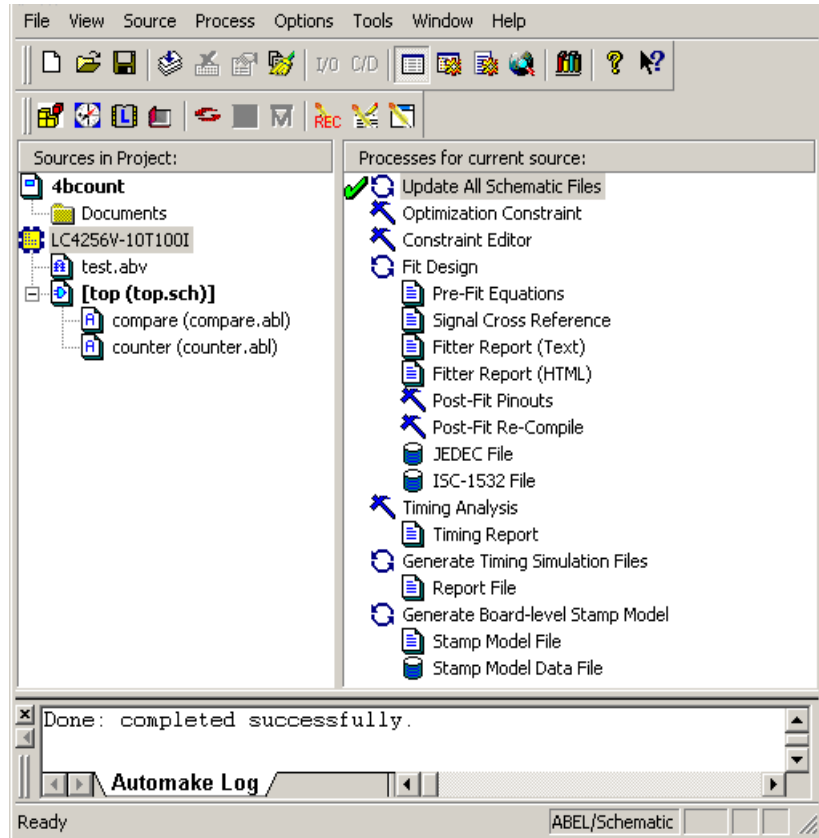 File View Source Process Options Tools Window Help
I/O C/D
L REC
Sources in Project:
4bcount
Documents
LC4256V-10T100I
test.abv
[top (top.sch)]
compare (compare.abl)
counter (counter.abl)
Processes for current source:
Update All Schematic Files
Optimization Constraint
Constraint Editor
Fit Design
Pre-Fit Equations
Signal Cross Reference
Fitter Report (Text)
Fitter Report (HTML)
Post-Fit Pinouts
Post-Fit Re-Compile
JEDEC File
ISC-1532 File
Timing Analysis
Timing Report
Generate Timing Simulation Files
Report File
Generate Board-level Stamp Model
Stamp Model File
Stamp Model Data File
Done: completed successfully.
Automake Log
Ready ABEL/Schematic